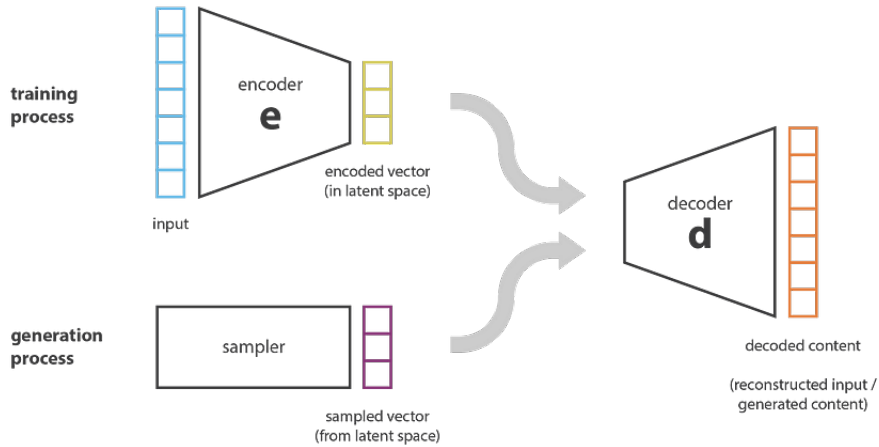 training
process
encoder
e
encoded vector
(in latent space)
input
decoder
d
generation
process
sampler
sampled vector
(from latent space)
decoded content
(reconstructed input /
generated content)